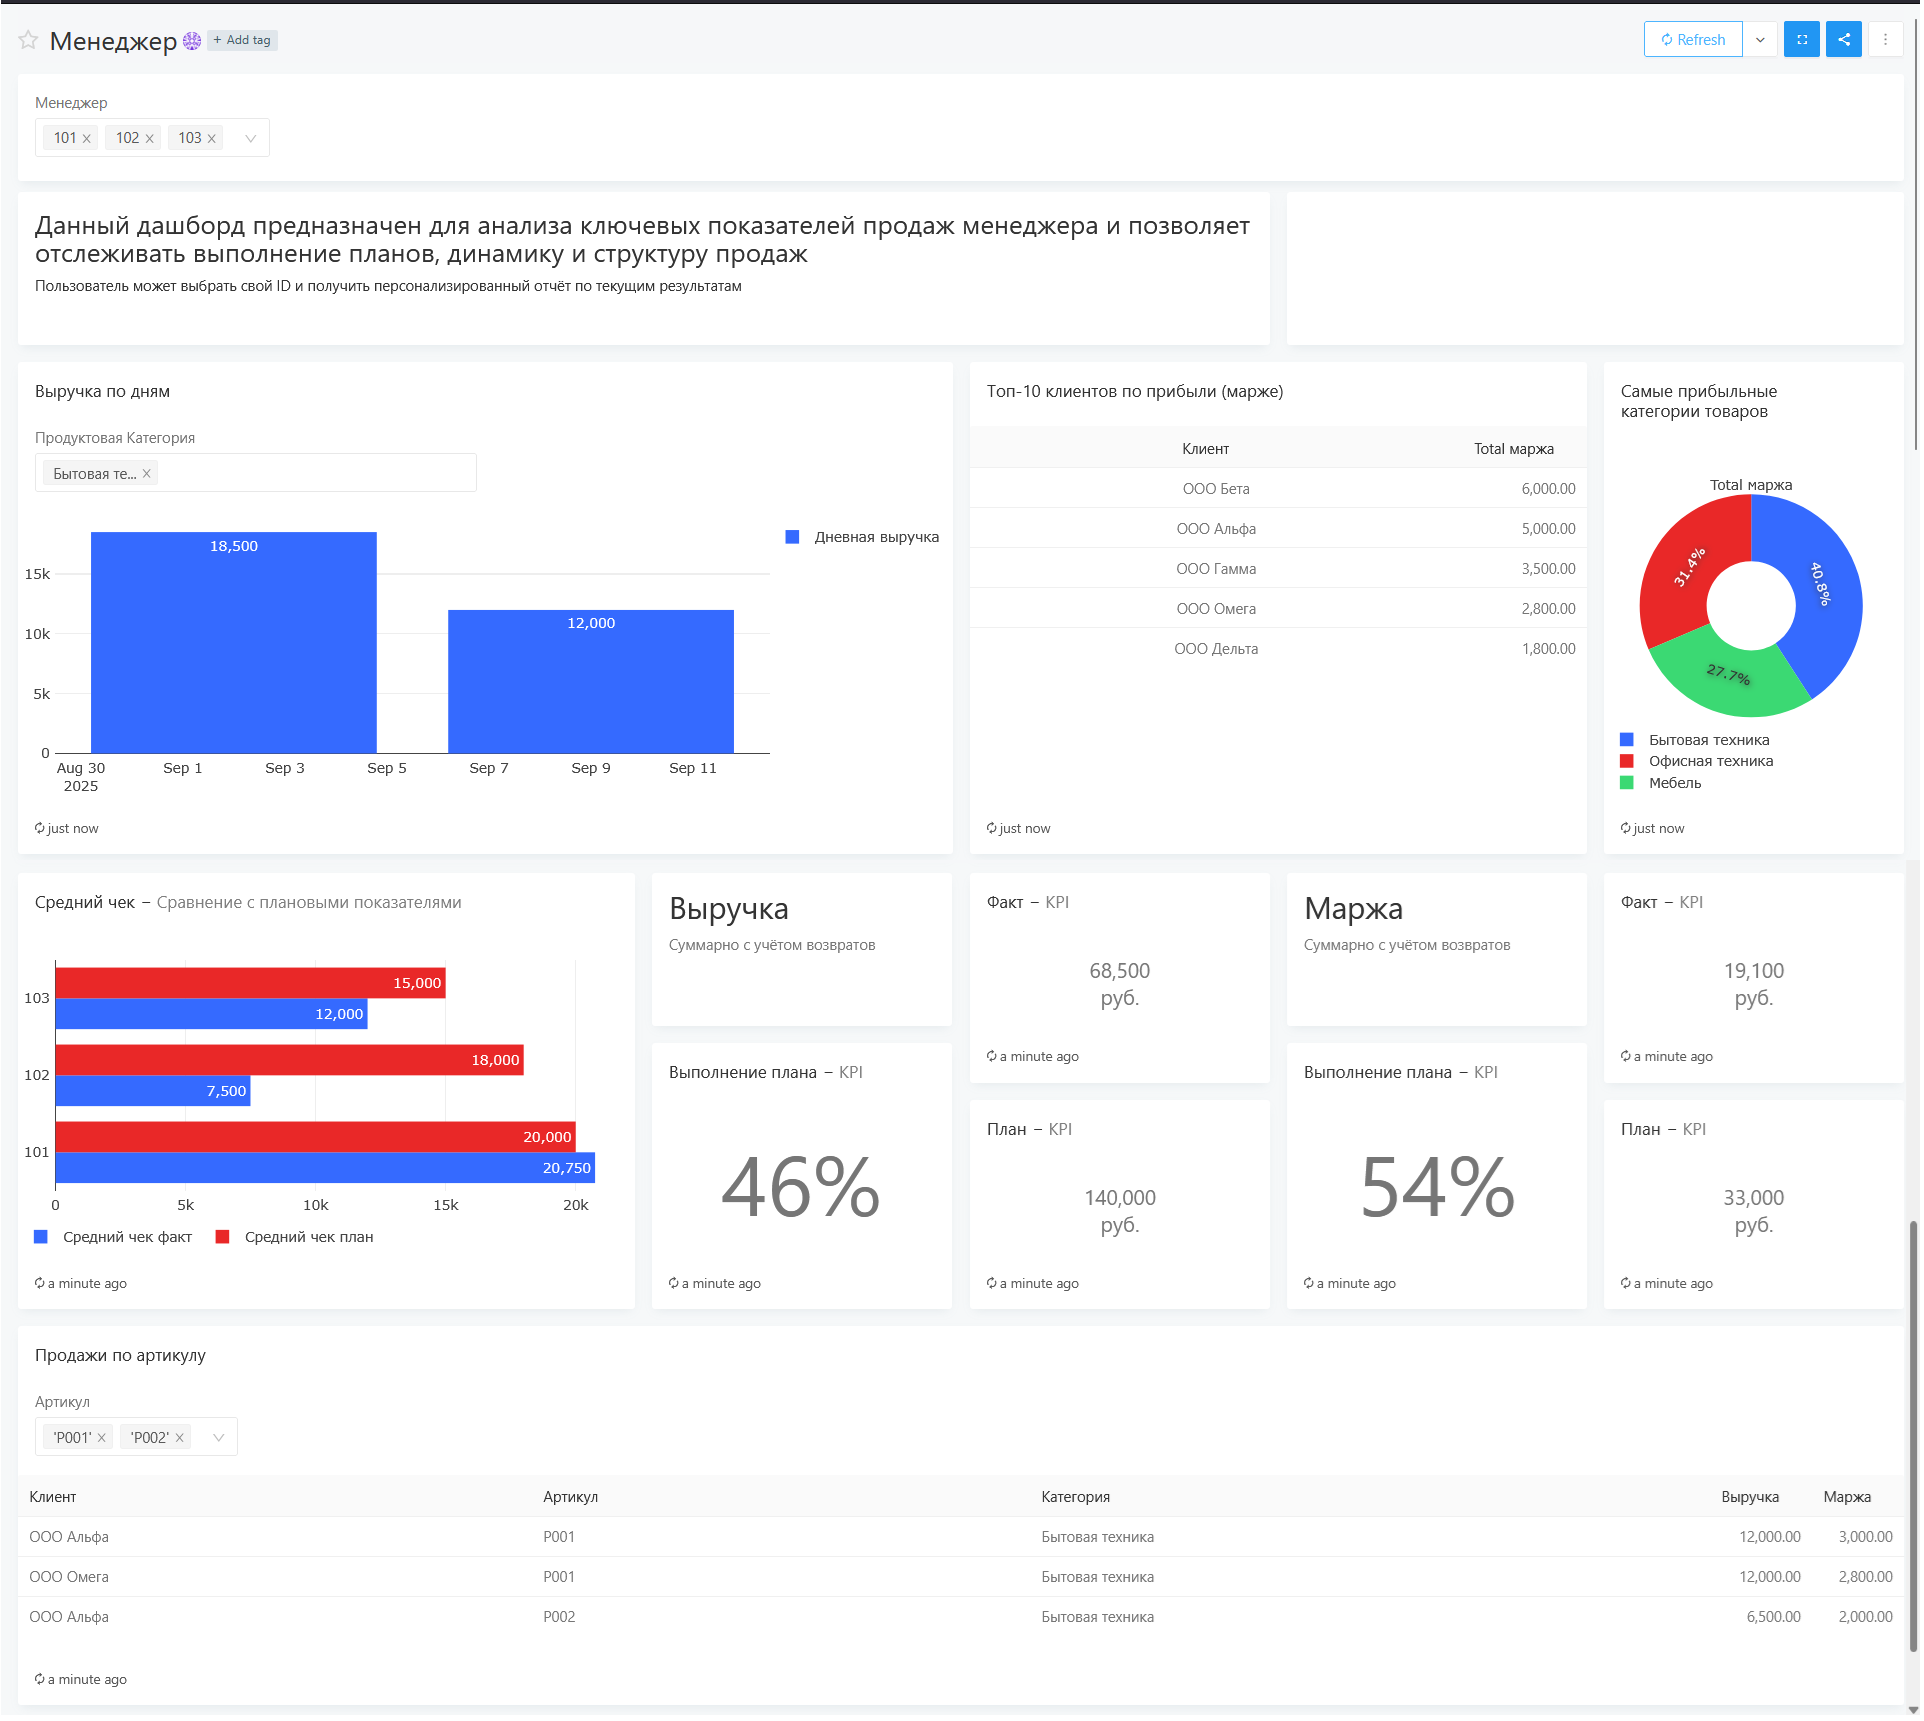 Менеджер + Add tag
Refresh
Менеджер
101 102 103
Данный дашборд предназначен для анализа ключевых показателей продаж менеджера и позволяет
отслеживать выполнение планов, динамику и структуру продаж
Пользователь может выбрать свой ID и получить персонализированный отчёт по текущим результатам
Выручка по дням
Продуктовая Категория
Бытовая те...
18,500
12,000
15k
10k
5k
0
Aug 30 Sep 1 Sep 3 Sep 5 Sep 7 Sep 9 Sep 11
2025
Дневная выручка
just now
Топ-10 клиентов по прибыли (марже)
Клиент Total маржа
ООО Бета 6,000.00
ООО Альфа 5,000.00
ООО Гамма 3,500.00
ООО Омега 2,800.00
ООО Дельта 1,800.00
just now
Самые прибыльные
категории товаров
Total маржа
31.4%
40.8%
27.7%
Бытовая техника
Офисная техника
Мебель
just now
Средний чек – Сравнение с плановыми показателями
103
15,000
12,000
102
18,000
7,500
101
20,000
20,750
0 5k 10k 15k 20k
Средний чек факт Средний чек план
a minute ago
Выручка
Суммарно с учётом возвратов
Выполнение плана – KPI
46%
a minute ago
Факт – KPI
68,500
руб.
a minute ago
План – KPI
140,000
руб.
a minute ago
Маржа
Суммарно с учётом возвратов
Выполнение плана – KPI
54%
a minute ago
Факт – KPI
19,100
руб.
a minute ago
План – KPI
33,000
руб.
a minute ago
Продажи по артикулу
Артикул
'P001' 'P002'
Клиент Артикул Категория Выручка Маржа
ООО Альфа P001 Бытовая техника 12,000.00 3,000.00
ООО Омега P001 Бытовая техника 12,000.00 2,800.00
ООО Альфа P002 Бытовая техника 6,500.00 2,000.00
a minute ago